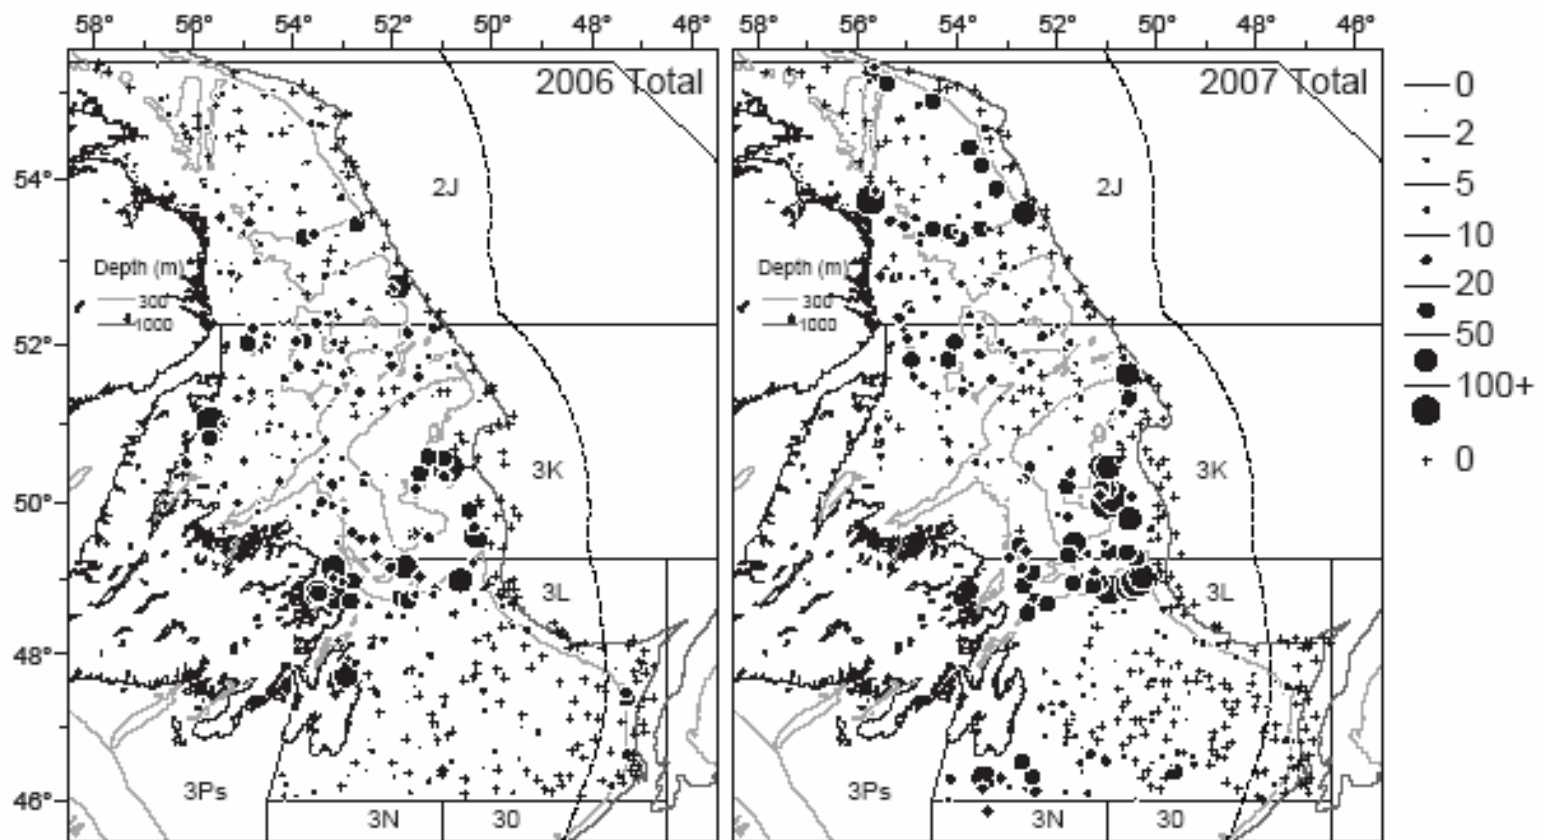 58° 56° 54° 52° 50° 48° 46° 58° 56° 54° 52° 50° 48° 46°
2006 Total 2007 Total
0
2
5
10
20
50
100+
0
54°
52°
50°
48°
46°
2J 2J
Depth (m) Depth (m)
300 300
1000 1000
3K 3K
3L 3L
3Ps 3Ps
3N 30 3N 30